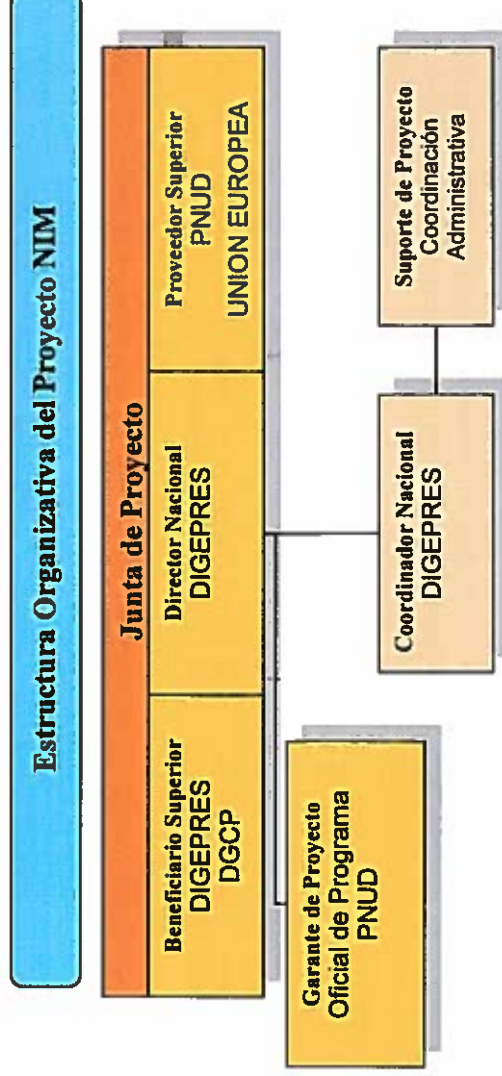 Estructura Organizativa del Proyecto NIM
Junta de Proyecto
Beneficiario Superior
DIGEPRES
DGCP
Director Nacional
DIGEPRES
Proveedor Superior
PNUD
UNION EUROPEA
Garante de Proyecto
Oficial de Programa
PNUD
Coordinador Nacional
DIGEPRES
Suporte de Proyecto
Coordinación
Administrativa